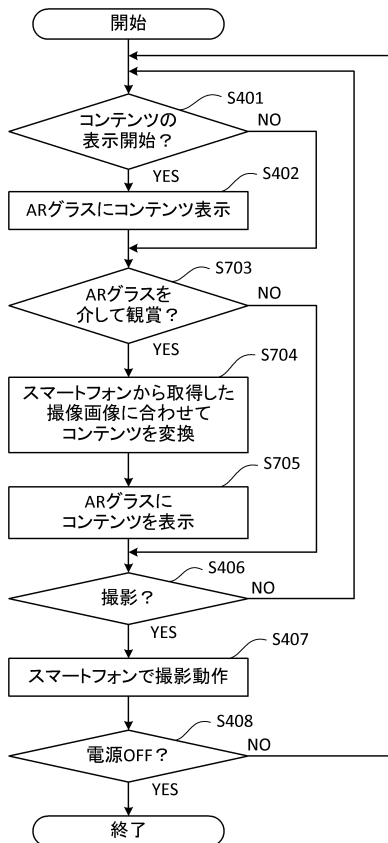 開始
S401
コンテンツの
表示開始？
NO
YES
S402
ARグラスにコンテンツ表示
S703
ARグラスを
介して観賞？
NO
YES
S704
スマートフォンから取得した
撮像画像に合わせて
コンテンツを変換
S705
ARグラスに
コンテンツを表示
S406
撮影？
NO
YES
S407
スマートフォンで撮影動作
S408
電源OFF？
NO
YES
終了